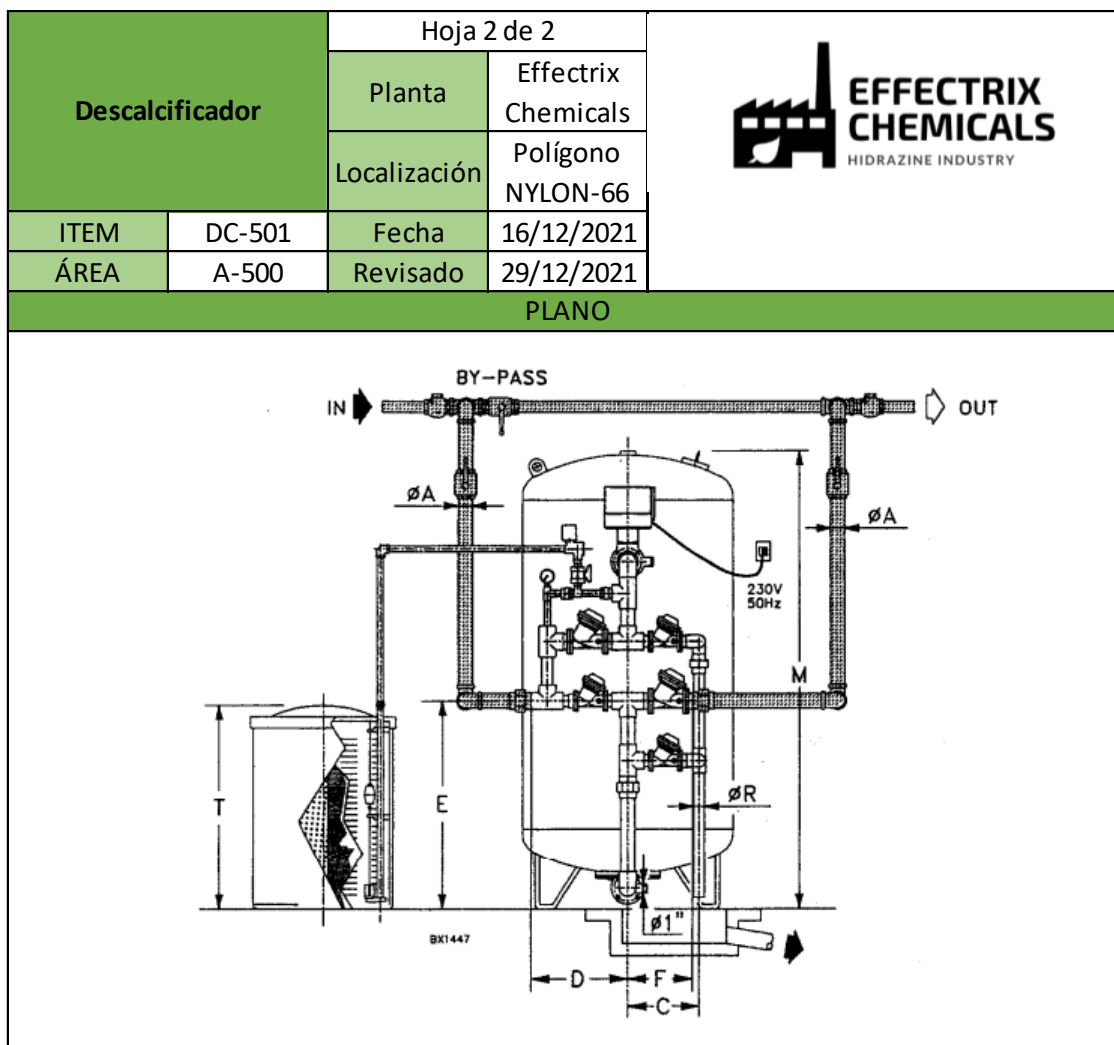 Descalcificador
Hoja 2 de 2
Planta
Effectrix
Chemicals
Localización
Polígono
NYLON-66
ITEM
DC-501
Fecha
16/12/2021
ÁREA
A-500
Revisado
29/12/2021
EFFECTRIX
CHEMICALS
HIDRAZINE INDUSTRY
PLANO
BY-PASS
IN
OUT
øA
øA
230V
50Hz
M
T
E
øR
ø1"
BX1447
D
F
C